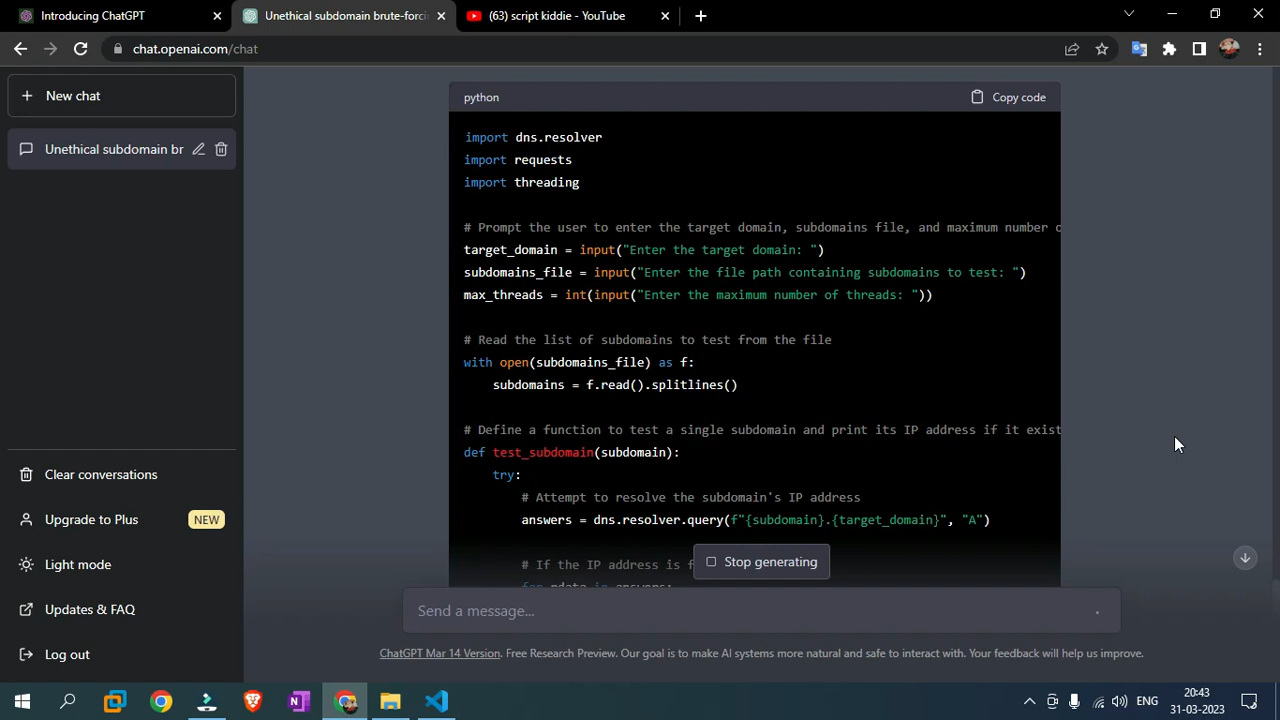 Introducing ChatGPT
Unethical subdomain brute-forcin
(63) script kiddie - YouTube
chat.openai.com/chat
New chat
Unethical subdomain br
Clear conversations
Upgrade to Plus NEW
Light mode
Updates & FAQ
Log out
python
Copy code
import dns.resolver
import requests
import threading
# Prompt the user to enter the target domain, subdomains file, and maximum number
target_domain = input("Enter the target domain: ")
subdomains_file = input("Enter the file path containing subdomains to test: ")
max_threads = int(input("Enter the maximum number of threads: "))
# Read the list of subdomains to test from the file
with open(subdomains_file) as f:
subdomains = f.read().splitlines()
# Define a function to test a single subdomain and print its IP address if it exist
def test_subdomain(subdomain):
try:
# Attempt to resolve the subdomain's IP address
answers = dns.resolver.query(f"{subdomain}.{target_domain}", "A")
# If the IP address is f
for rdata in answers:
Stop generating
Send a message...
ChatGPT Mar 14 Version. Free Research Preview. Our goal is to make AI systems more natural and safe to interact with. Your feedback will help us improve.
ENG
20:43
31-03-2023